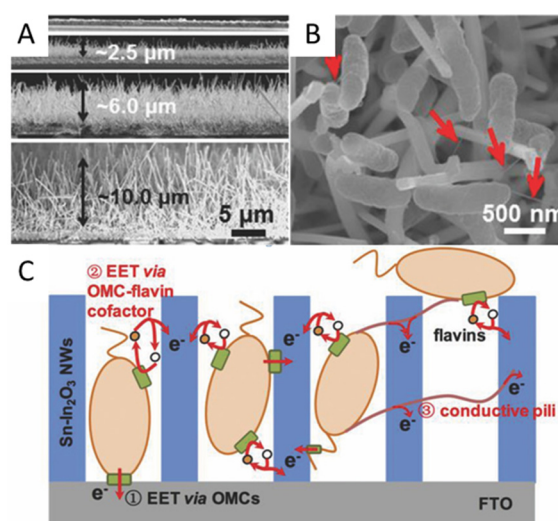 A
~2.5 µm
~6.0 µm
~10.0 µm
5 µm
B
500 nm
C
② EET via
OMC-flavin
cofactor
Sn-In₂O₃ NWs
e⁻
e⁻
e⁻
e⁻
e⁻
flavins
e⁻
③ conductive pili
e⁻
① EET via OMCs
FTO